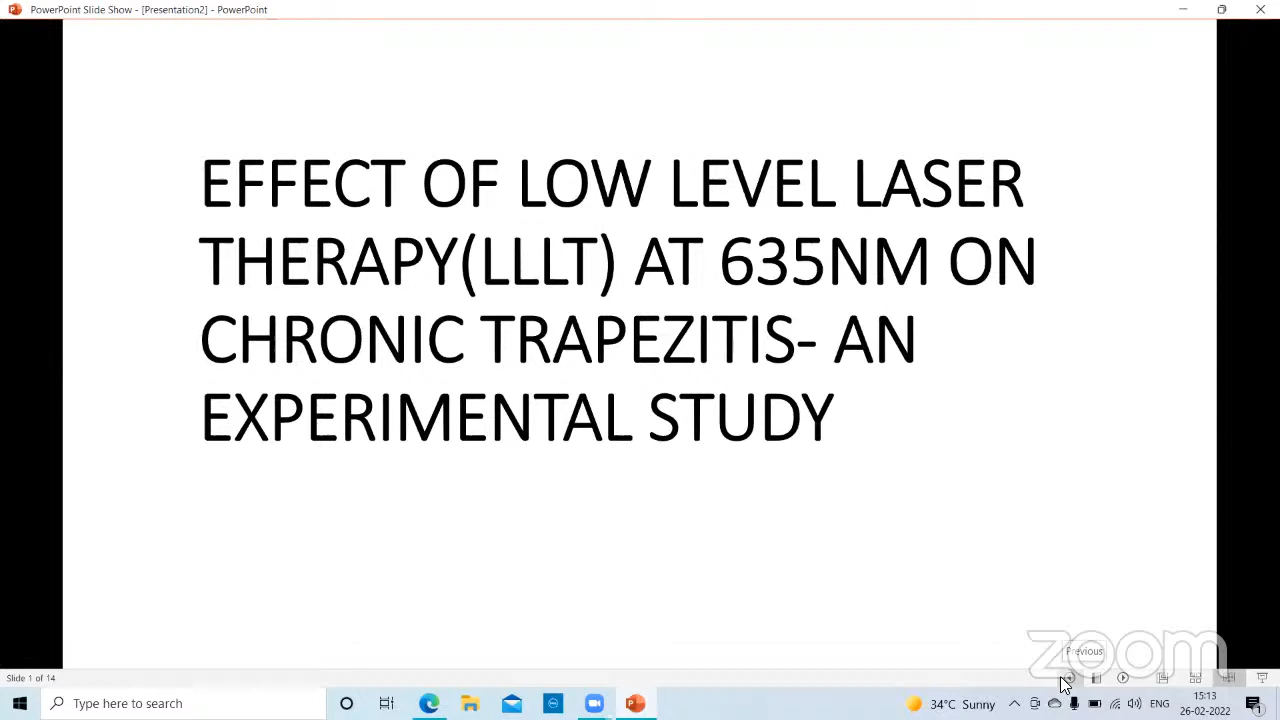 PowerPoint Slide Show - [Presentation2] - PowerPoint
EFFECT OF LOW LEVEL LASER
THERAPY(LLLT) AT 635NM ON
CHRONIC TRAPEZITIS- AN
EXPERIMENTAL STUDY
zoom
Previous
Slide 1 of 14
Type here to search
34°C Sunny
ENG
15:13
26-02-2022
1